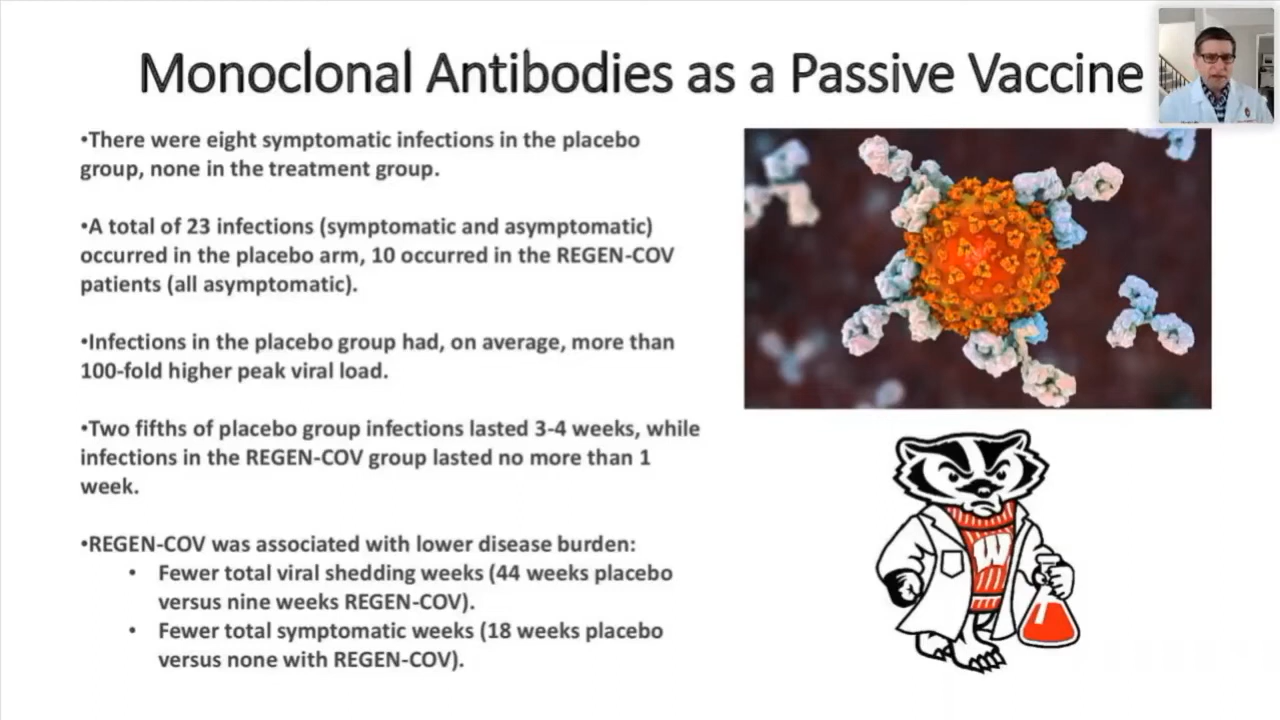 Monoclonal Antibodies as a Passive Vaccine
•There were eight symptomatic infections in the placebo
group, none in the treatment group.
•A total of 23 infections (symptomatic and asymptomatic)
occurred in the placebo arm, 10 occurred in the REGEN-COV
patients (all asymptomatic).
•Infections in the placebo group had, on average, more than
100-fold higher peak viral load.
•Two fifths of placebo group infections lasted 3-4 weeks, while
infections in the REGEN-COV group lasted no more than 1
week.
•REGEN-COV was associated with lower disease burden:
• Fewer total viral shedding weeks (44 weeks placebo
versus nine weeks REGEN-COV).
• Fewer total symptomatic weeks (18 weeks placebo
versus none with REGEN-COV).
W